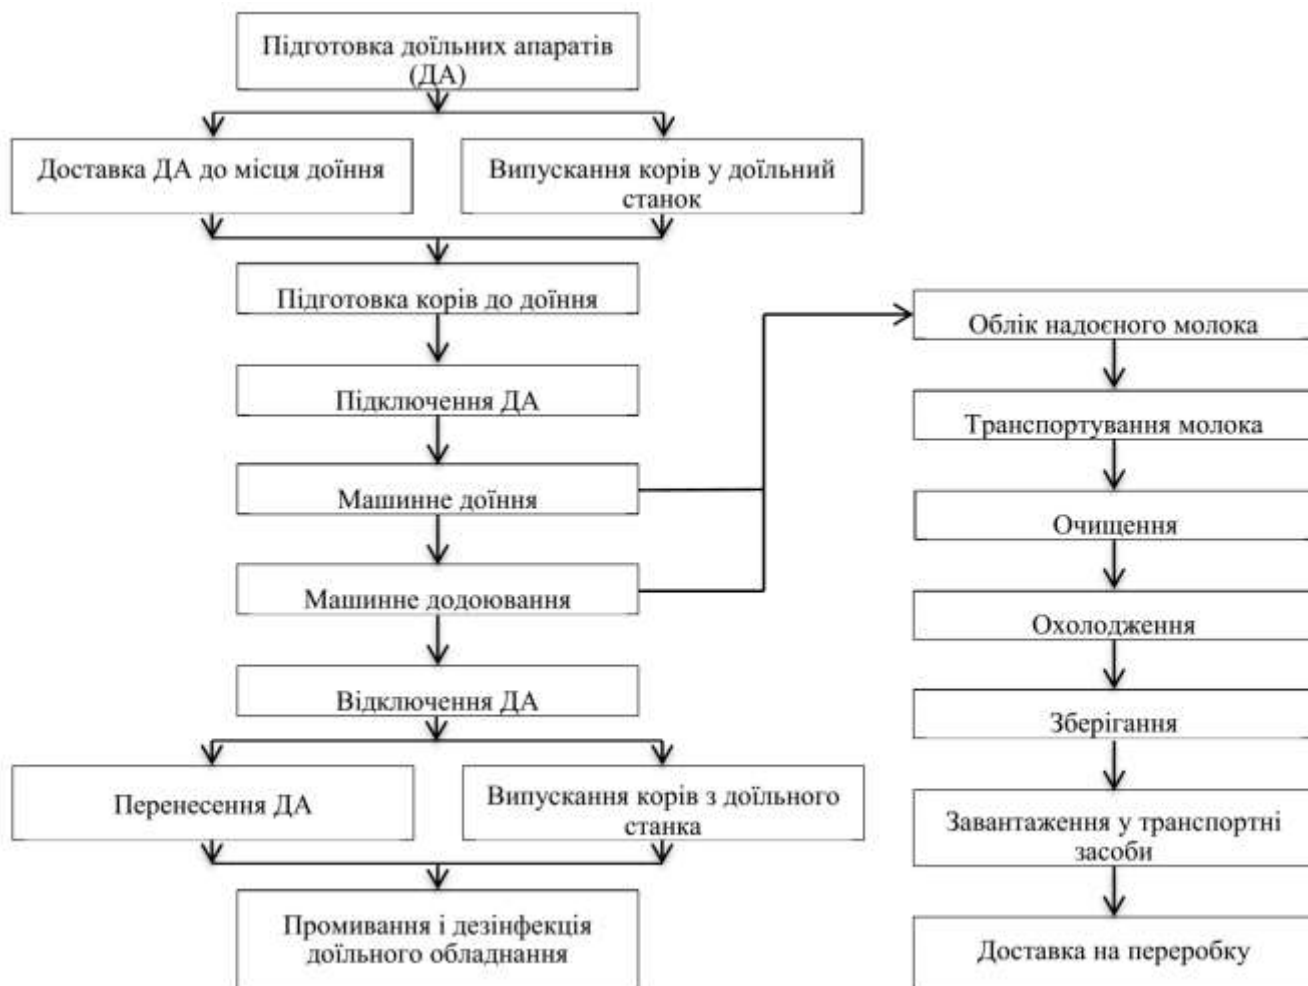 Підготовка доїльних апаратів
(ДА)
Доставка ДА до місця доїння
Випускання корів у доїльний
станок
Підготовка корів до доїння
Підключення ДА
Машинне доїння
Машинне додоювання
Відключення ДА
Перенесення ДА
Випускання корів з доїльного
станка
Промивання і дезінфекція
доїльного обладнання
Облік надоєного молока
Транспортування молока
Очищення
Охолодження
Зберігання
Завантаження у транспортні
засоби
Доставка на переробку